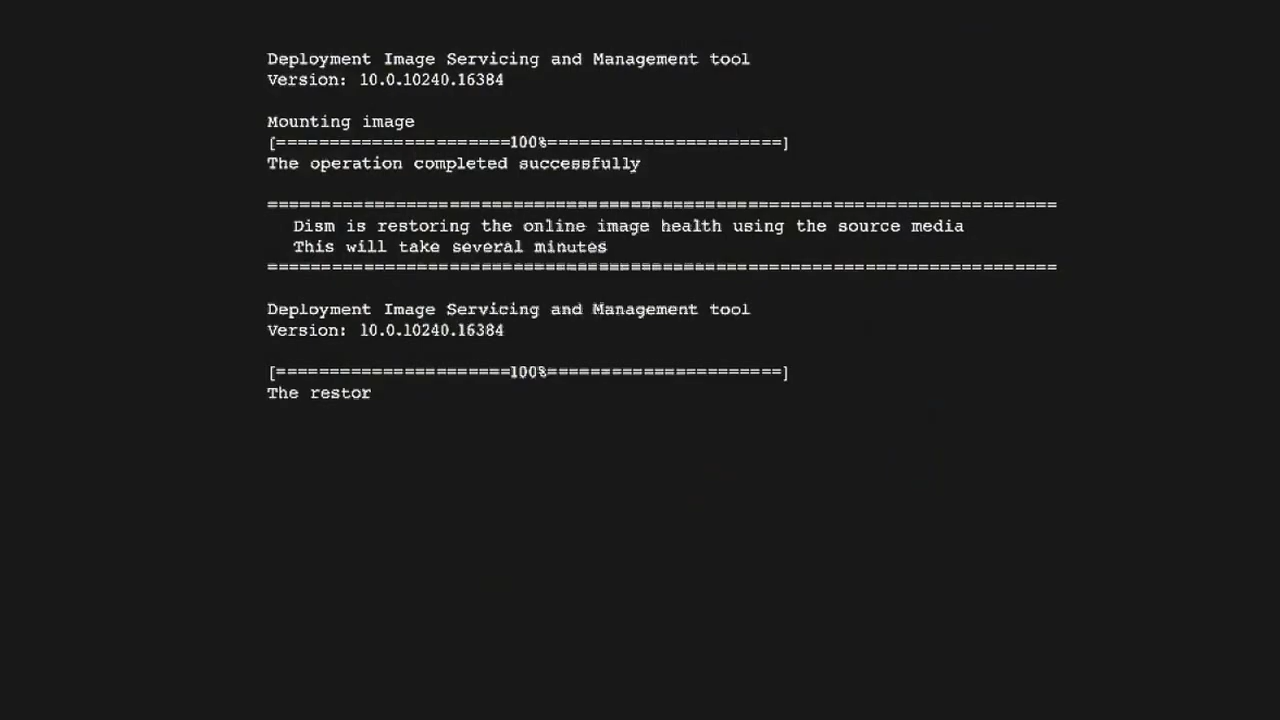 Deployment Image Servicing and Management tool
Version: 10.0.10240.16384
Mounting image
[======================100%======================]
The operation completed successfully
===========================================================================
Dism is restoring the online image health using the source media
This will take several minutes
===========================================================================
Deployment Image Servicing and Management tool
Version: 10.0.10240.16384
[======================100%======================]
The restor